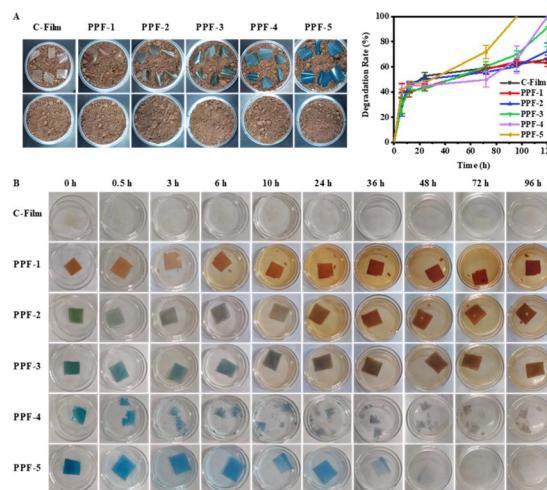 A
C-Film PPF-1 PPF-2 PPF-3 PPF-4 PPF-5
Degradation Rate (%)
100
80
60
40
20
0
C-Film
PPF-1
PPF-2
PPF-3
PPF-4
PPF-5
0 20 40 60 80 100 120
Time (h)
B
0 h 0.5 h 3 h 6 h 10 h 24 h 36 h 48 h 72 h 96 h
C-Film
PPF-1
PPF-2
PPF-3
PPF-4
PPF-5